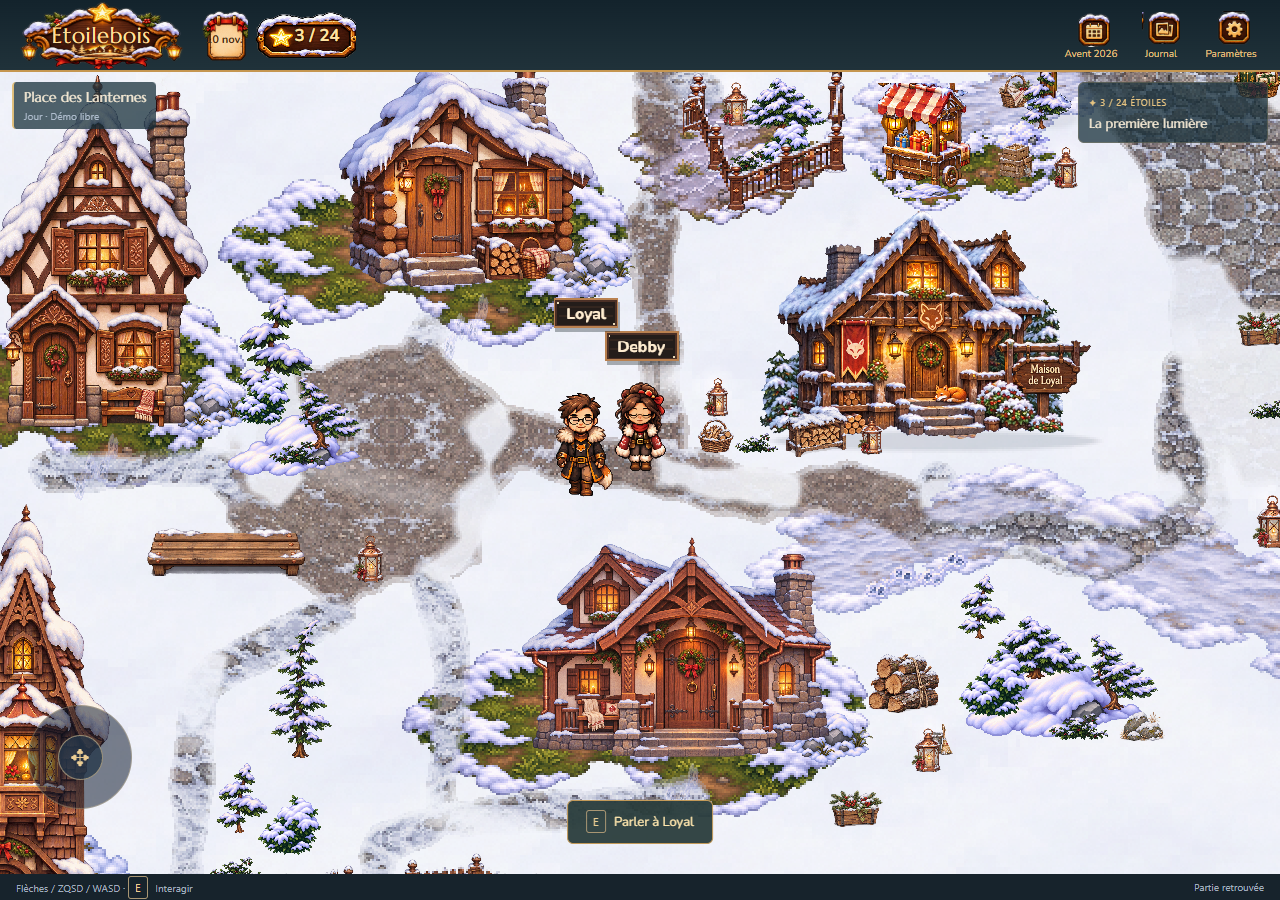 Etoilebois
0 nov.
3 / 24
Avent 2026
Journal
Paramètres
Place des Lanternes
Jour · Démo libre
✦ 3 / 24 ÉTOILES
La première lumière
Loyal
Debby
Maison
de Loyal
E Parler à Loyal
Flèches / ZQSD / WASD · E Interagir
Partie retrouvée